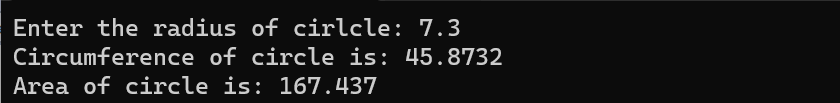 Enter the radius of cirlcle: 7.3
Circumference of circle is: 45.8732
Area of circle is: 167.437